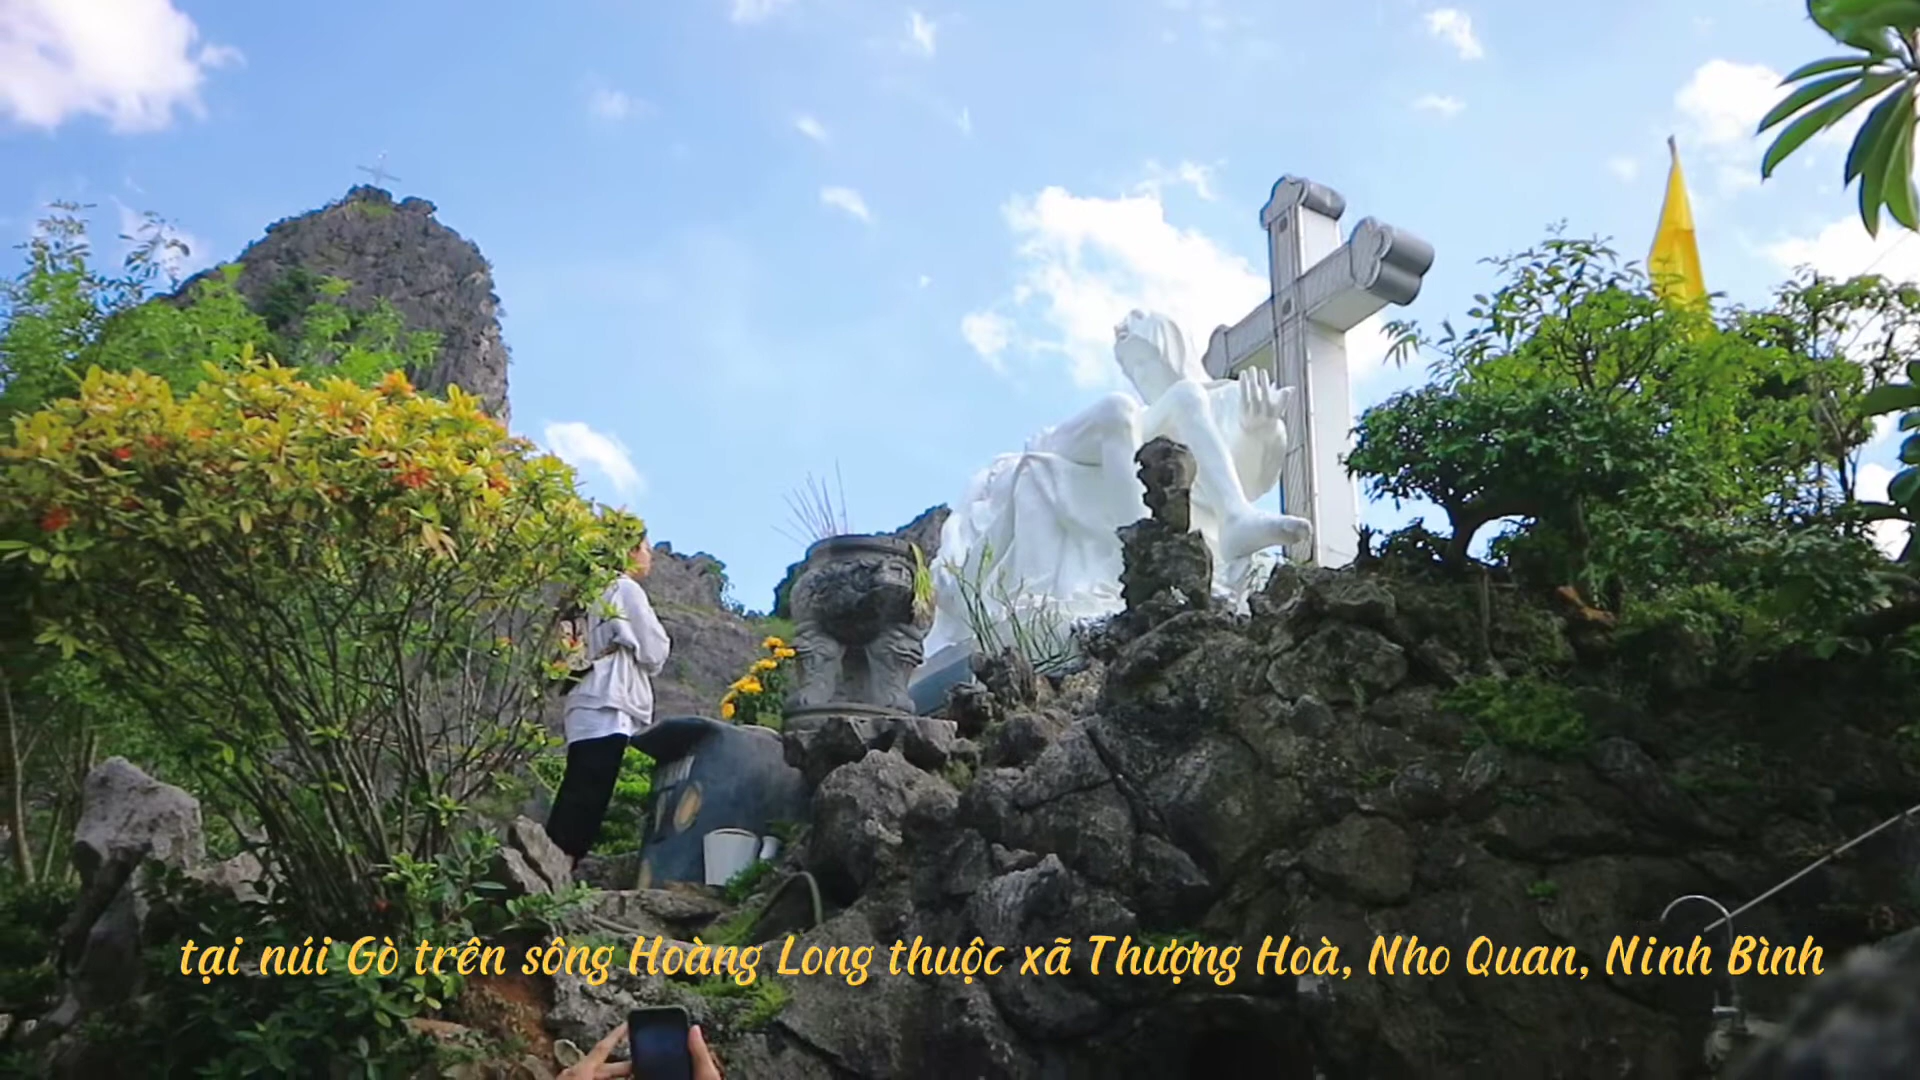 tại núi Gò trên sông Hoàng Long thuộc xã Thượng Hoà, Nho Quan, Ninh Bình